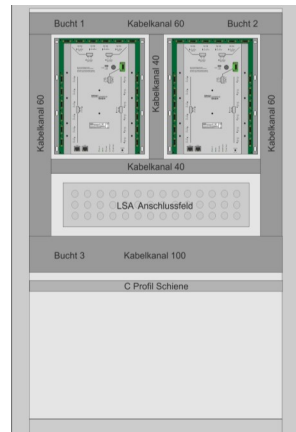 Bucht 1 Kabelkanal 60 Bucht 2
Kabelkanal 60
Kabelkanal 40
Kabelkanal 60
Kabelkanal 40
LSA Anschlussfeld
Bucht 3 Kabelkanal 100
C Profil Schiene